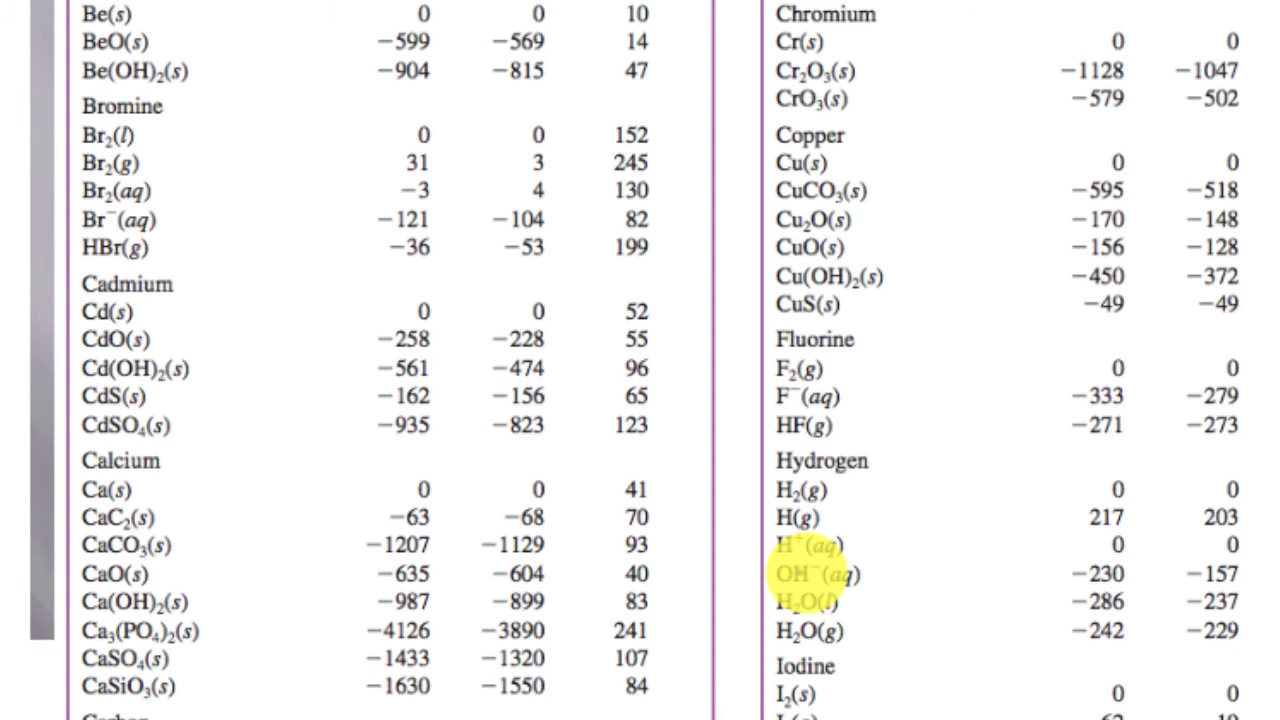 Be(s) 0 0 10
BeO(s) −599 −569 14
Be(OH)₂(s) −904 −815 47
Bromine
Br₂(l) 0 0 152
Br₂(g) 31 3 245
Br₂(aq) −3 4 130
Br⁻(aq) −121 −104 82
HBr(g) −36 −53 199
Cadmium
Cd(s) 0 0 52
CdO(s) −258 −228 55
Cd(OH)₂(s) −561 −474 96
CdS(s) −162 −156 65
CdSO₄(s) −935 −823 123
Calcium
Ca(s) 0 0 41
CaC₂(s) −63 −68 70
CaCO₃(s) −1207 −1129 93
CaO(s) −635 −604 40
Ca(OH)₂(s) −987 −899 83
Ca₃(PO₄)₂(s) −4126 −3890 241
CaSO₄(s) −1433 −1320 107
CaSiO₃(s) −1630 −1550 84
Chromium
Cr(s) 0 0
Cr₂O₃(s) −1128 −1047
CrO₃(s) −579 −502
Copper
Cu(s) 0 0
CuCO₃(s) −595 −518
Cu₂O(s) −170 −148
CuO(s) −156 −128
Cu(OH)₂(s) −450 −372
CuS(s) −49 −49
Fluorine
F₂(g) 0 0
F⁻(aq) −333 −279
HF(g) −271 −273
Hydrogen
H₂(g) 0 0
H(g) 217 203
H⁺(aq) 0 0
OH⁻(aq) −230 −157
H₂O(l) −286 −237
H₂O(g) −242 −229
Iodine
I₂(s) 0 0